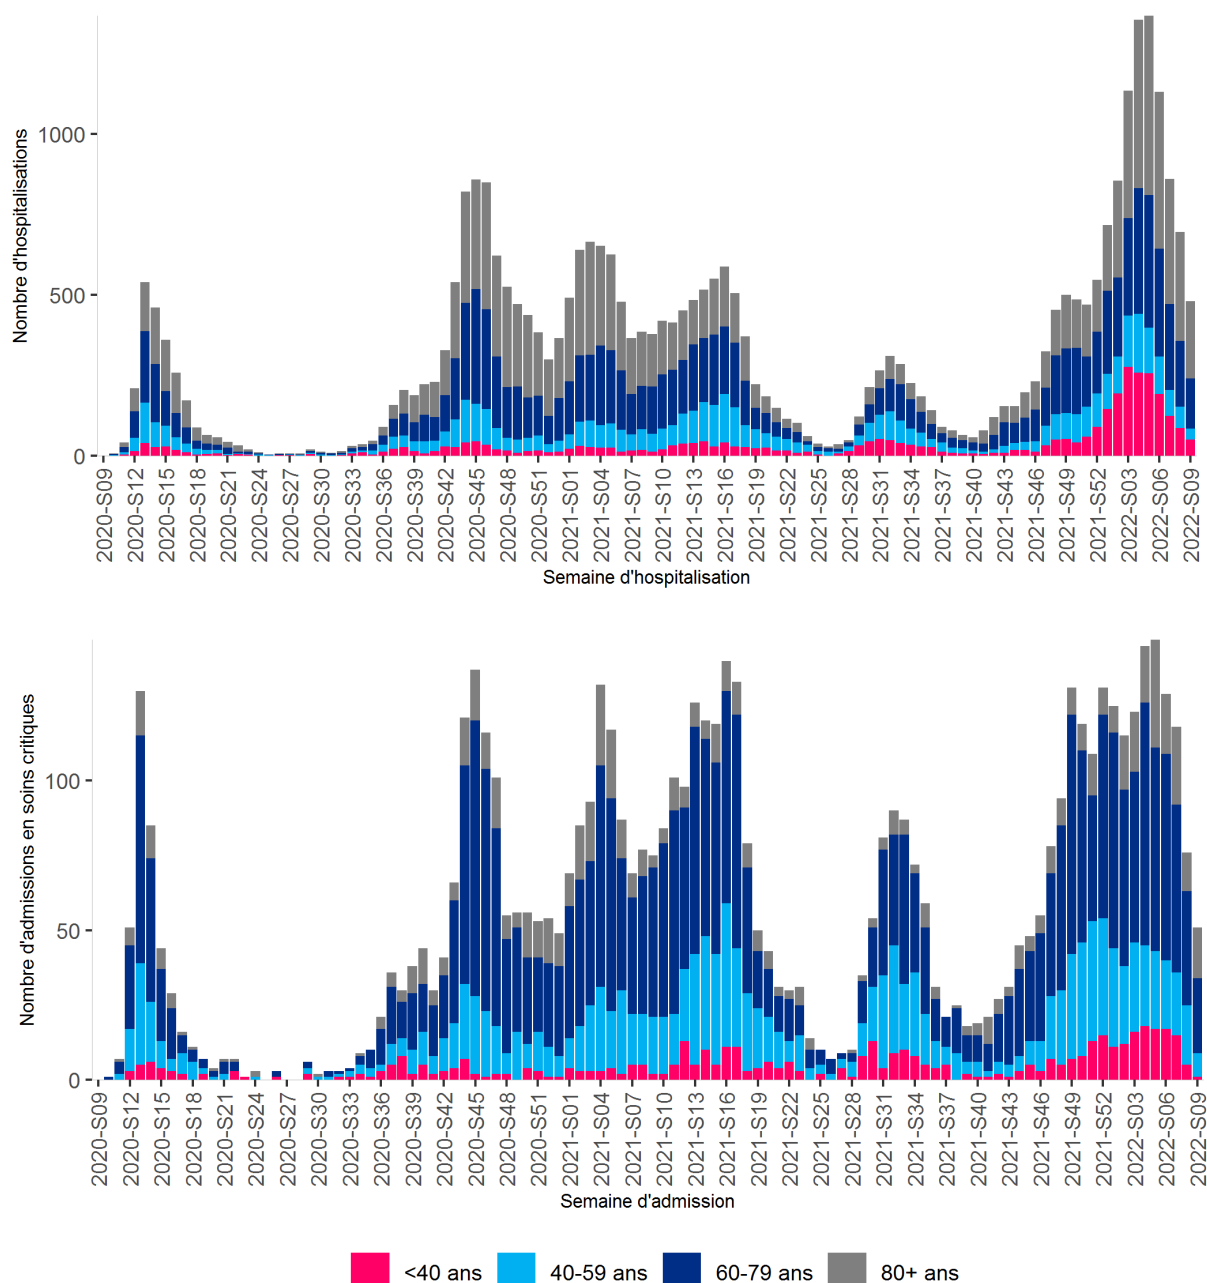 Nombre d'hospitalisations
1000
500
0
2020-S09 2020-S12 2020-S15 2020-S18 2020-S21 2020-S24 2020-S27 2020-S30 2020-S33 2020-S36 2020-S39 2020-S42 2020-S45 2020-S48 2020-S51 2021-S01 2021-S04 2021-S07 2021-S10 2021-S13 2021-S16 2021-S19 2021-S22 2021-S25 2021-S28 2021-S31 2021-S34 2021-S37 2021-S40 2021-S43 2021-S46 2021-S49 2021-S52 2022-S03 2022-S06 2022-S09
Semaine d'hospitalisation
Nombre d'admissions en soins critiques
100
50
0
2020-S09 2020-S12 2020-S15 2020-S18 2020-S21 2020-S24 2020-S27 2020-S30 2020-S33 2020-S36 2020-S39 2020-S42 2020-S45 2020-S48 2020-S51 2021-S01 2021-S04 2021-S07 2021-S10 2021-S13 2021-S16 2021-S19 2021-S22 2021-S25 2021-S28 2021-S31 2021-S34 2021-S37 2021-S40 2021-S43 2021-S46 2021-S49 2021-S52 2022-S03 2022-S06 2022-S09
Semaine d'admission
<40 ans 40-59 ans 60-79 ans 80+ ans